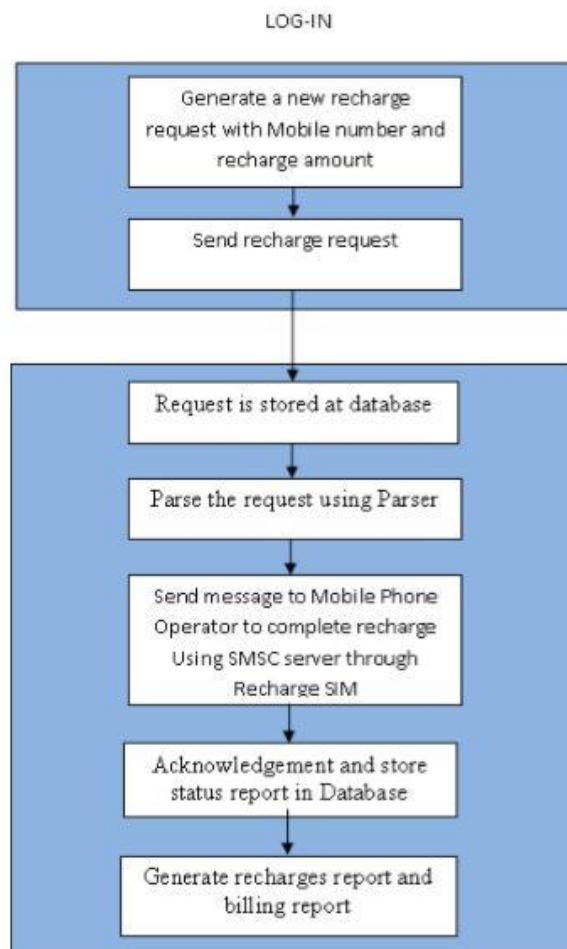 LOG-IN
Generate a new recharge
request with Mobile number and
recharge amount
Send recharge request
Request is stored at database
Parse the request using Parser
Send message to Mobile Phone
Operator to complete recharge
Using SMSC server through
Recharge SIM
Acknowledgement and store
status report in Database
Generate recharges report and
billing report